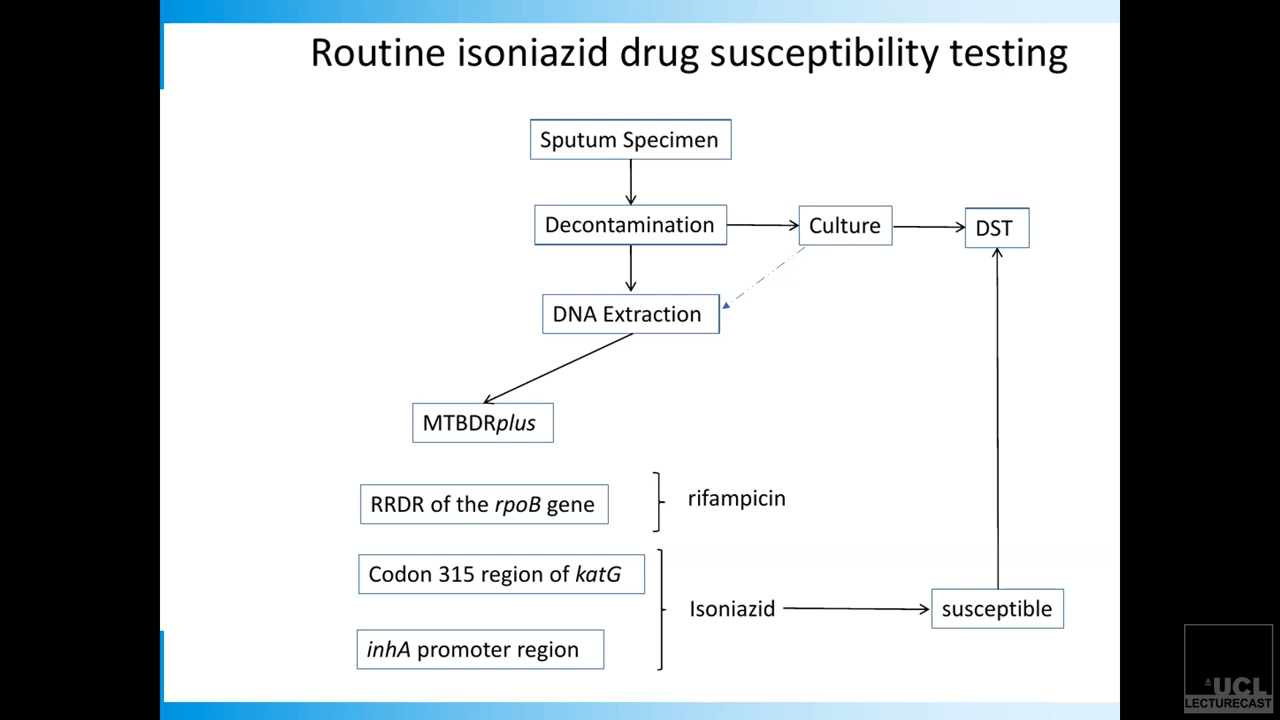 Routine isoniazid drug susceptibility testing
Sputum Specimen
Decontamination
Culture
DST
DNA Extraction
MTBDRplus
RRDR of the rpoB gene
rifampicin
Codon 315 region of katG
Isoniazid
susceptible
inhA promoter region
UCL
LECTURECAST